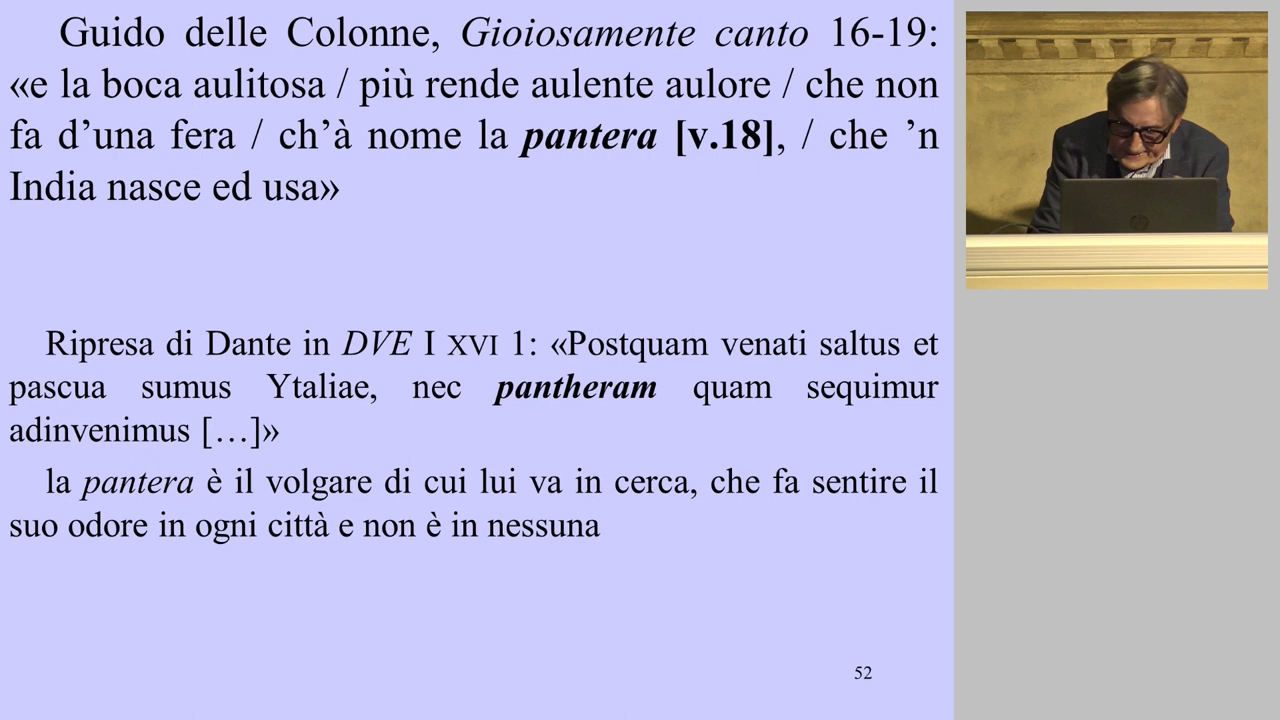 Guido delle Colonne, Gioiosamente canto 16-19:
«e la boca aulitosa / più rende aulente aulore / che non
fa d’una fera / ch’à nome la pantera [v.18], / che ’n
India nasce ed usa»
Ripresa di Dante in DVE I XVI 1: «Postquam venati saltus et
pascua sumus Ytaliae, nec pantheram quam sequimur
adinvenimus […]»
la pantera è il volgare di cui lui va in cerca, che fa sentire il
suo odore in ogni città e non è in nessuna
52